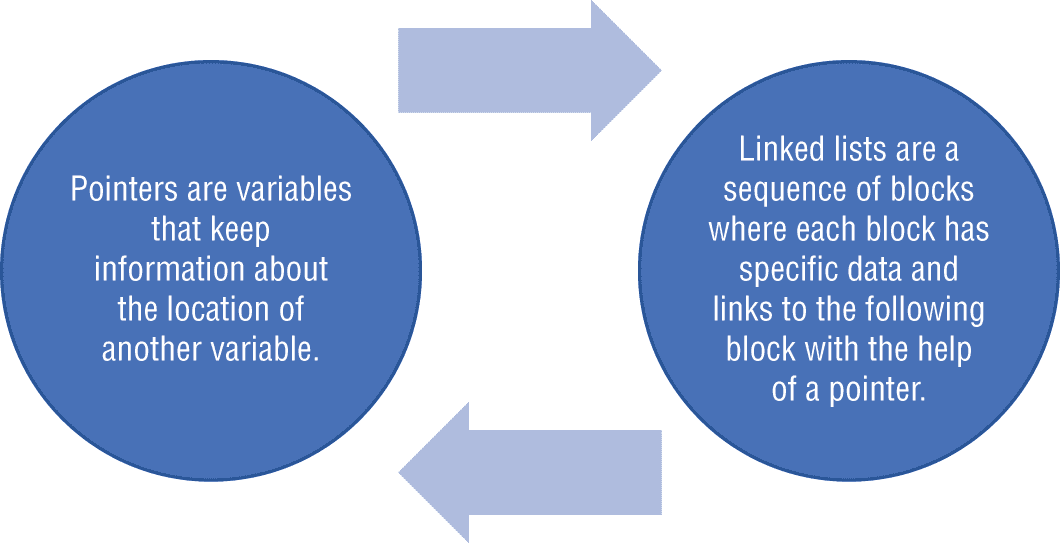 Pointers are variables
that keep
information about
the location of
another variable.
Linked lists are a
sequence of blocks
where each block has
specific data and
links to the following
block with the help
of a pointer.